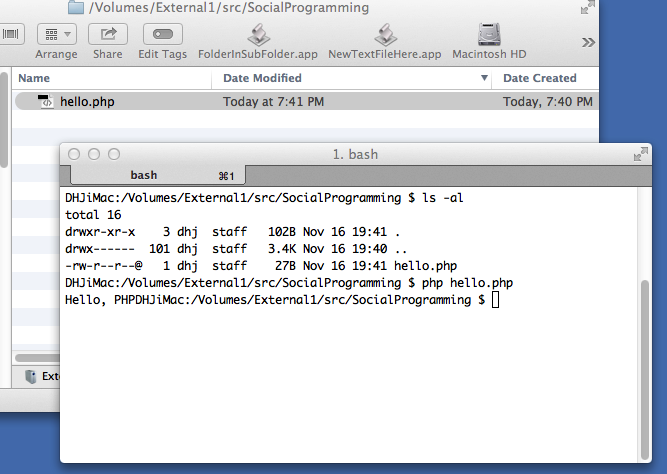 /Volumes/External1/src/SocialProgramming
Arrange Share Edit Tags FolderInSubFolder.app NewTextFileHere.app Macintosh HD »
Name Date Modified Date Created
hello.php Today at 7:41 PM Today, 7:40 PM
1. bash
bash ⌘1
DHJiMac:/Volumes/External1/src/SocialProgramming $ ls -al
total 16
drwxr-xr-x 3 dhj staff 102B Nov 16 19:41 .
drwx------ 101 dhj staff 3.4K Nov 16 19:40 ..
-rw-r--r--@ 1 dhj staff 27B Nov 16 19:41 hello.php
DHJiMac:/Volumes/External1/src/SocialProgramming $ php hello.php
Hello, PHPDHJiMac:/Volumes/External1/src/SocialProgramming $
Ext